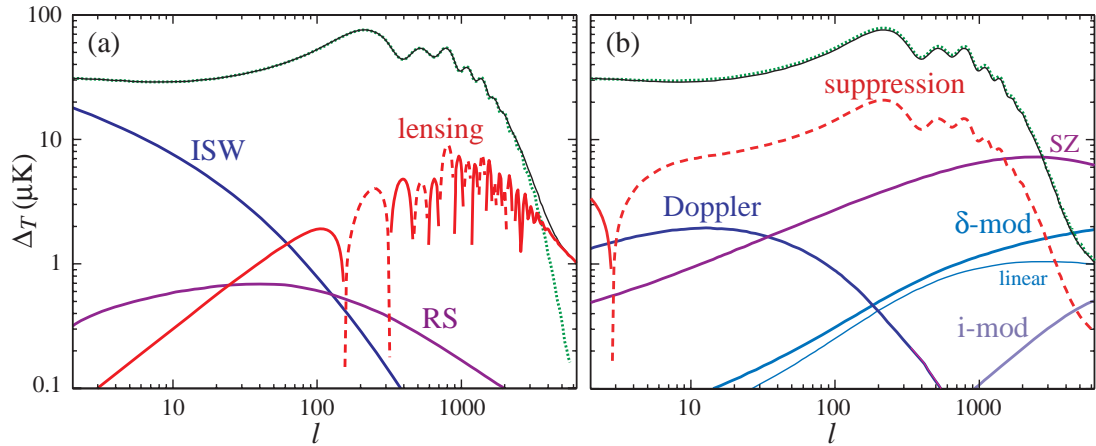 (a)
(b)
100
10
1
0.1
Δ_T (μK)
ISW
lensing
RS
10
100
1000
l
suppression
SZ
Doppler
δ-mod
linear
i-mod
10
100
1000
l